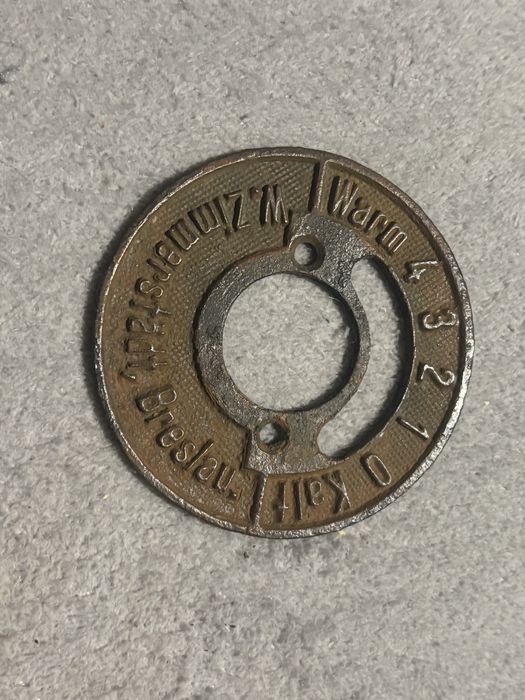 W. Zimmerstädt, Breslau.
Warm 4 3 2 1 0 Kalt